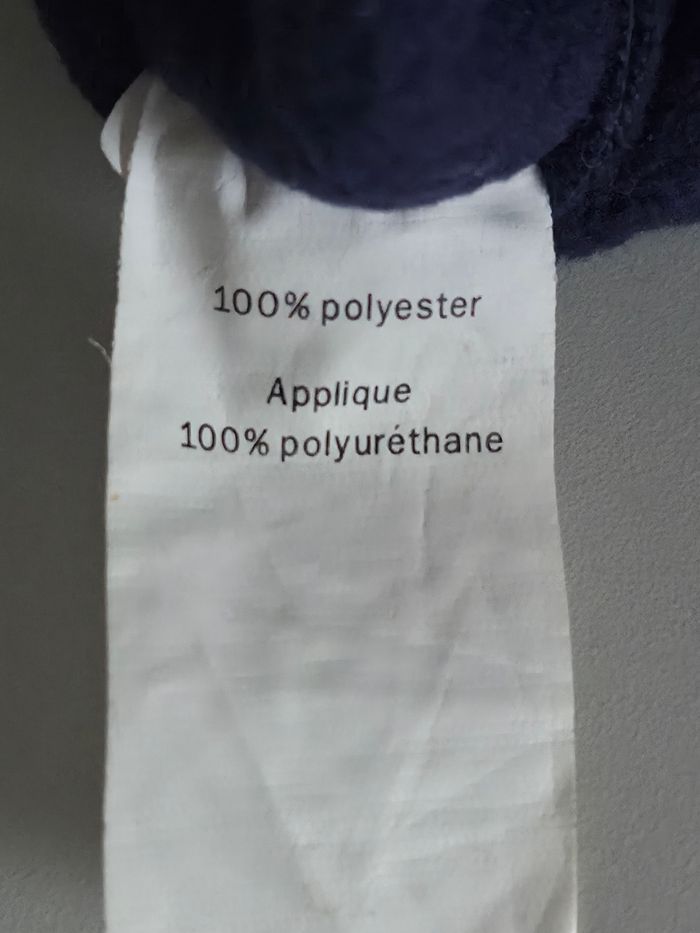 100% polyester
Applique
100% polyuréthane